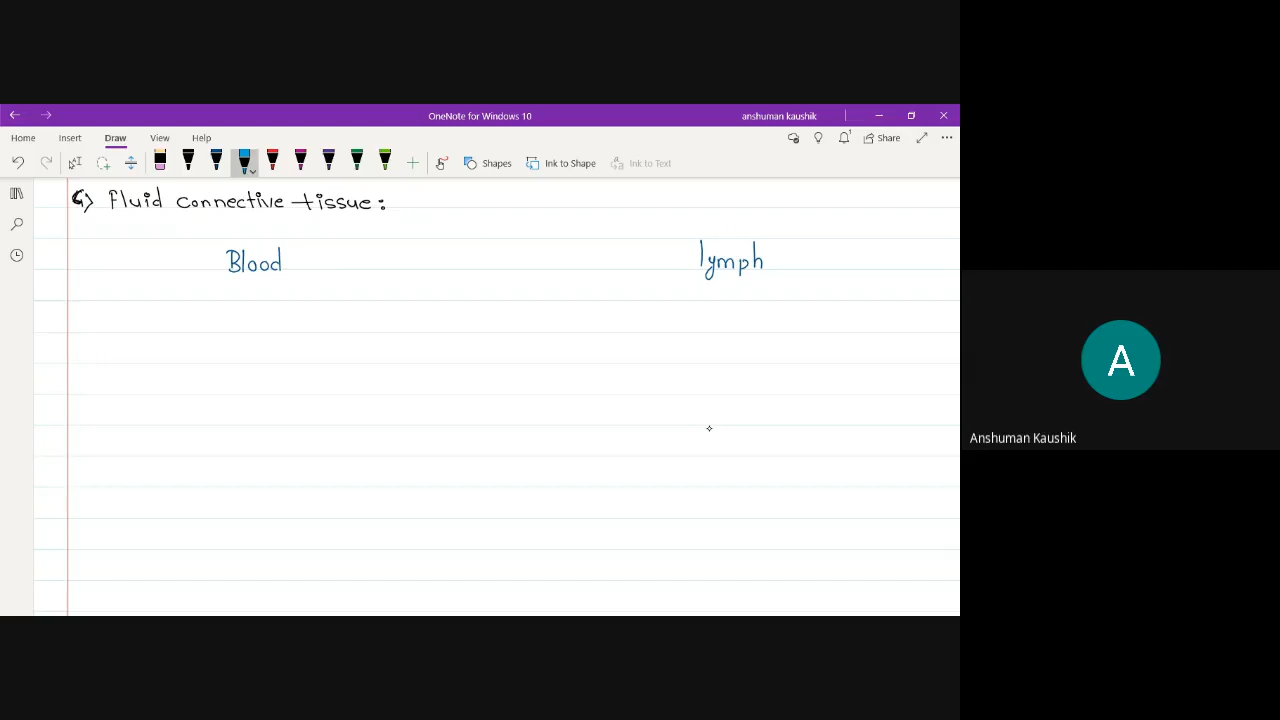 OneNote for Windows 10
anshuman kaushik
Home Insert Draw View Help
1 Share
Shapes Ink to Shape Ink to Text
Fluid connective tissue:
Blood lymph
A
Anshuman Kaushik